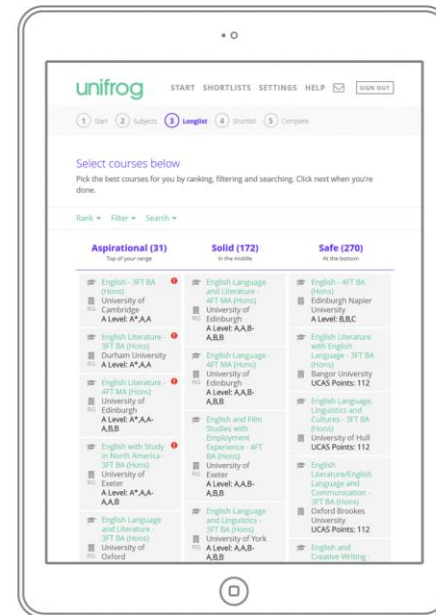 unifrog
START SHORTLISTS SETTINGS HELP SIGN OUT
1 Start 2 Subjects 3 Longlist 4 Shortlist 5 Complete
Select courses below
Pick the best courses for you by ranking, filtering and searching. Click next when you're
done.
Rank Filter Search
Aspirational (31)
Top of your range
English - 3FT BA
(Hons)
University of
RG Cambridge
A Level: A*,A,A
English Literature -
3FT BA (Hons)
Durham University
RG A Level: A*,A,A
English Literature -
4FT MA (Hons)
University of
RG Edinburgh
A Level: A*,A,A-
A,B,B
English with Study
in North America -
3FT BA (Hons)
University of
RG Exeter
A Level: A*,A,A-
A,A,B
English Language
and Literature -
3FT BA (Hons)
University of
RG Oxford
Solid (172)
In the middle
English Language
and Literature -
4FT MA (Hons)
University of
RG Edinburgh
A Level: A,A,B-
A,B,B
English Language -
4FT MA (Hons)
University of
RG Edinburgh
A Level: A,A,B-
A,B,B
English and Film
Studies with
Employment
Experience - 4FT
BA (Hons)
University of
RG Exeter
A Level: A,A,B-
A,B,B
English Language
and Linguistics -
3FT BA (Hons)
University of York
RG A Level: A,A,B-
A,B,B
Safe (270)
At the bottom
English - 4FT BA
(Hons)
Edinburgh Napier
University
A Level: B,B,C
English Literature
with English
Language - 3FT BA
(Hons)
Bangor University
UCAS Points: 112
English Language,
Linguistics and
Cultures - 3FT BA
(Hons)
University of Hull
UCAS Points: 112
English
Literature/English
Language and
Communication -
3FT BA (Hons)
Oxford Brookes
University
UCAS Points: 112
English and
Creative Writing -